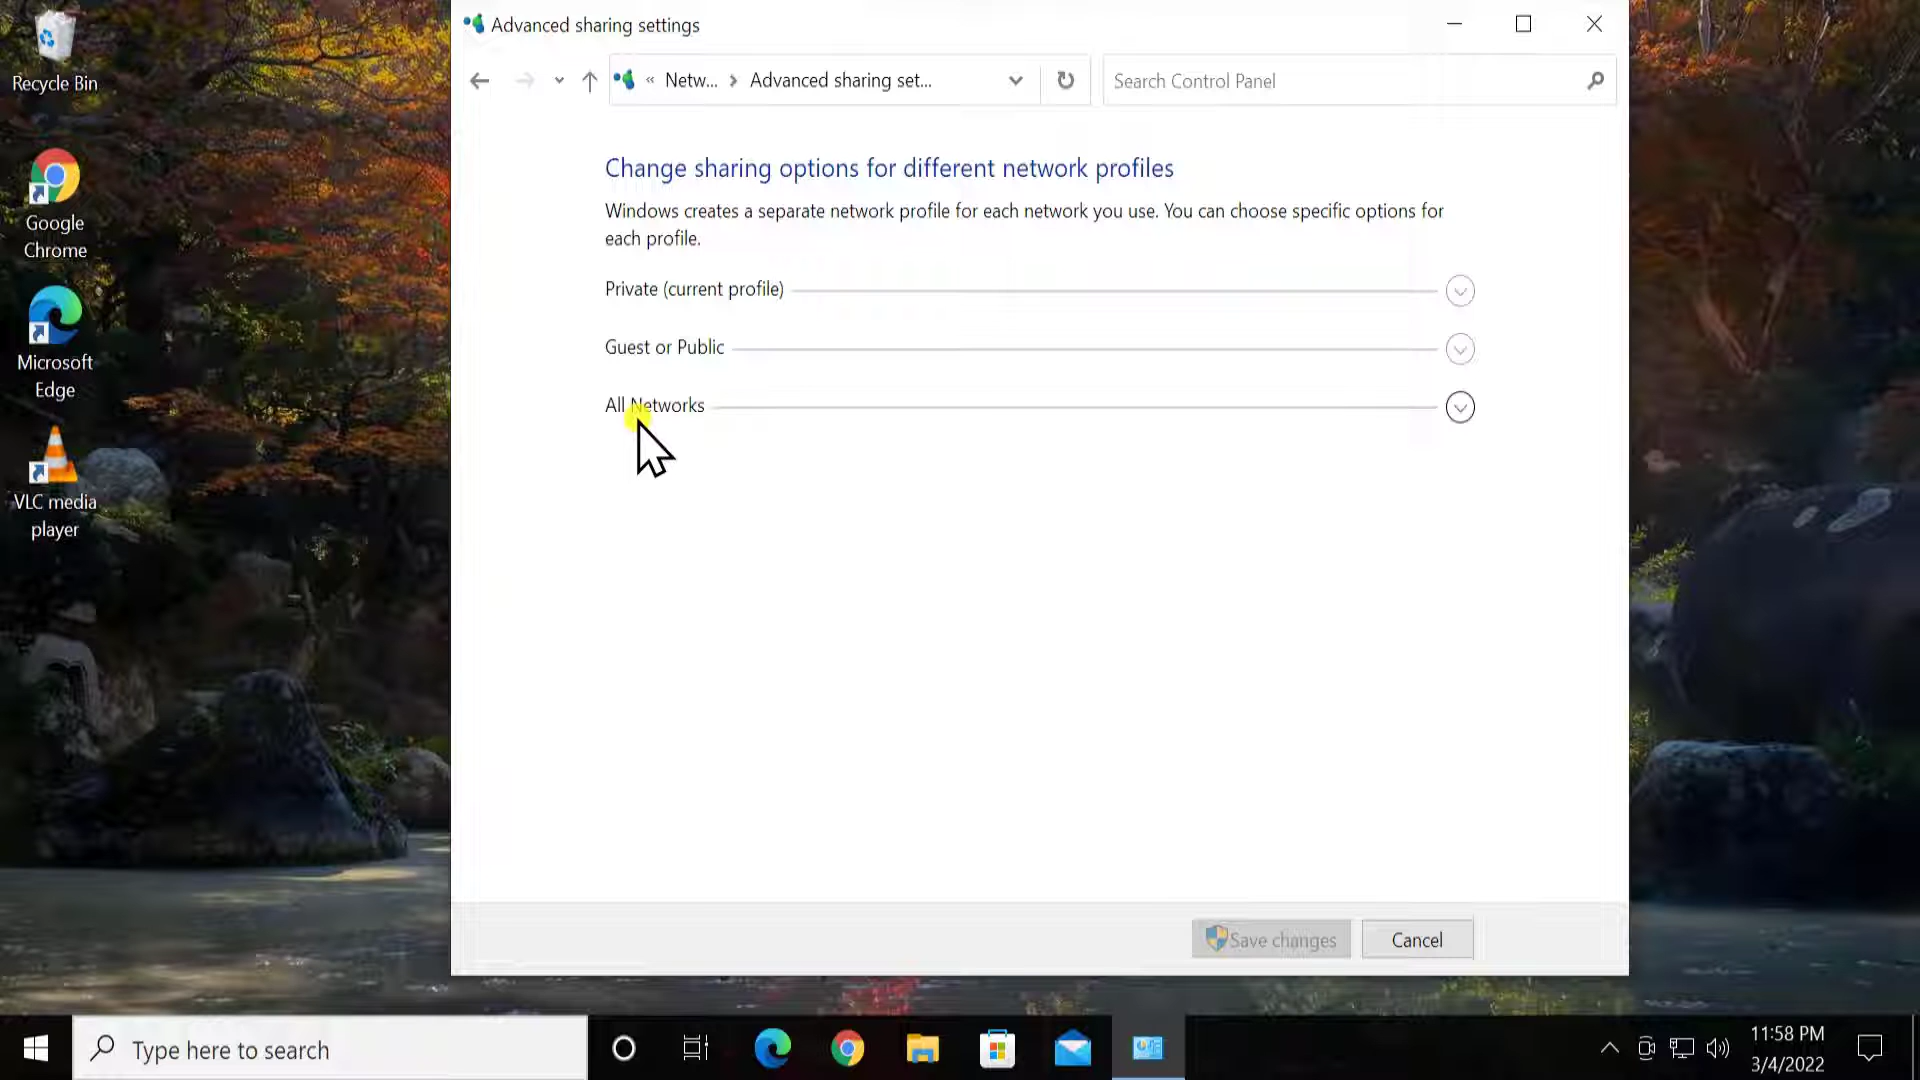 Recycle Bin
Google
Chrome
Microsoft
Edge
VLC media
player
Advanced sharing settings
« Netw... > Advanced sharing set...
Search Control Panel
Change sharing options for different network profiles
Windows creates a separate network profile for each network you use. You can choose specific options for
each profile.
Private (current profile)
Guest or Public
All Networks
Save changes
Cancel
Type here to search
11:58 PM
3/4/2022